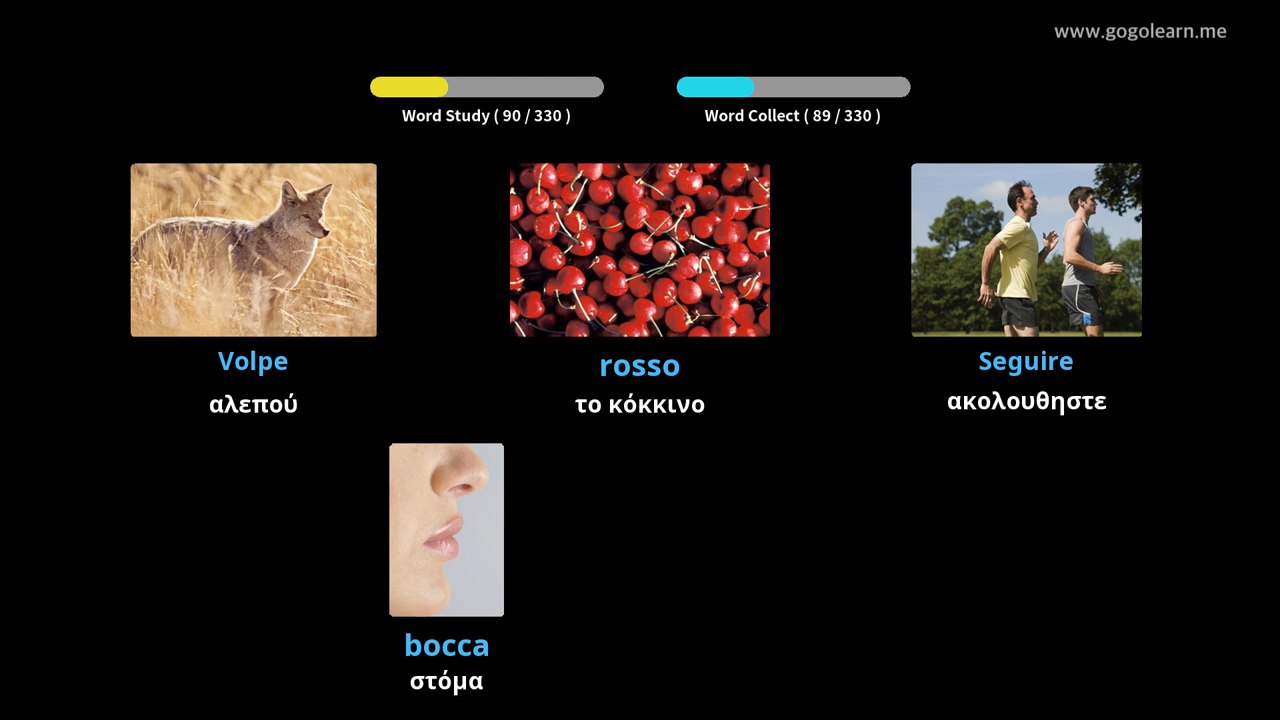 www.gogolearn.me
Word Study ( 90 / 330 )
Word Collect ( 89 / 330 )
Volpe
αλεπού
rosso
το κόκκινο
Seguire
ακολουθηστε
bocca
στόμα